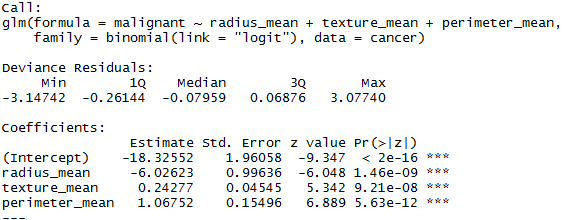 Call:
glm(formula = malignant ~ radius_mean + texture_mean + perimeter_mean,
    family = binomial(link = "logit"), data = cancer)
Deviance Residuals:
     Min       1Q   Median       3Q      Max
-3.14742 -0.26144 -0.07959  0.06876  3.07740
Coefficients:
                Estimate Std. Error z value Pr(>|z|)
(Intercept)    -18.32552    1.96058  -9.347  < 2e-16 ***
radius_mean     -6.02623    0.99636  -6.048 1.46e-09 ***
texture_mean     0.24277    0.04545   5.342 9.21e-08 ***
perimeter_mean   1.06752    0.15496   6.889 5.63e-12 ***
---